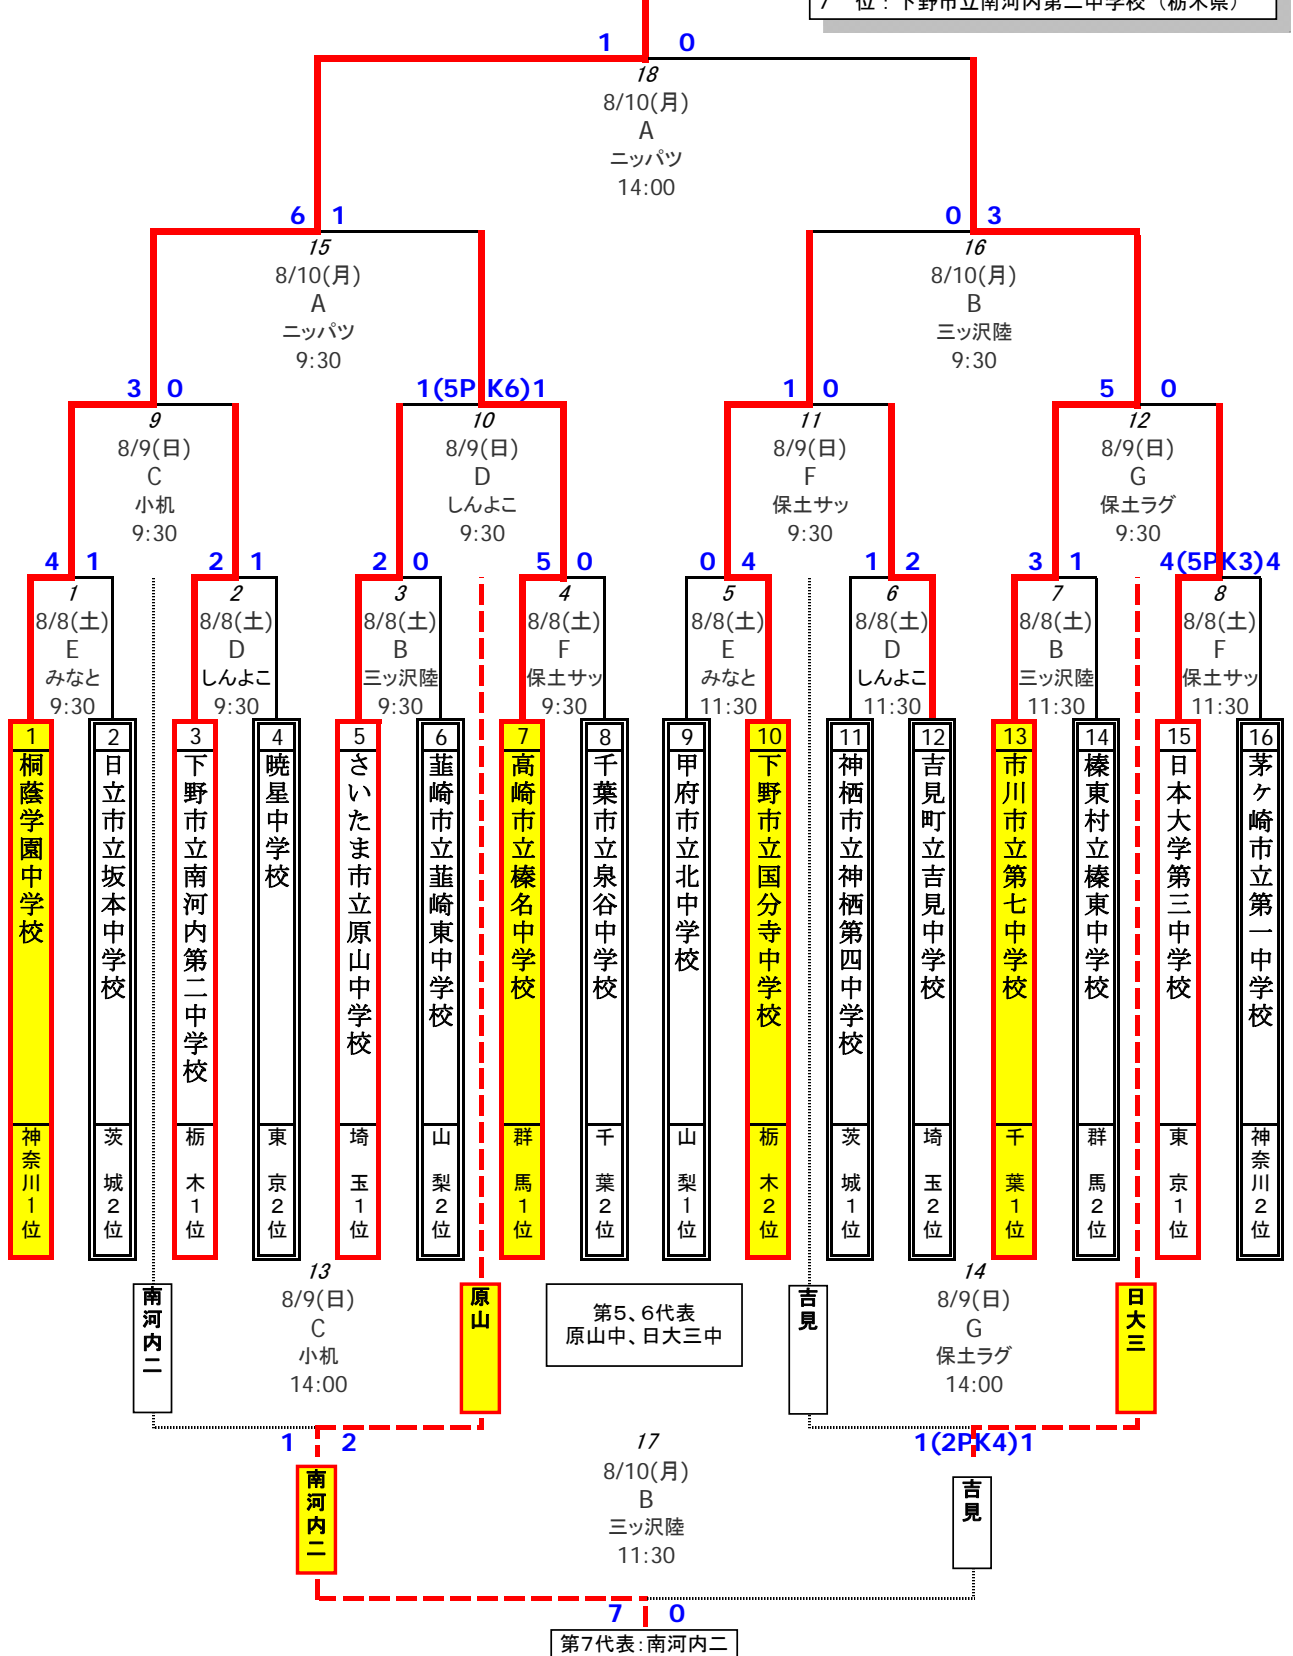 7　位：下野市立南河内第二中学校（栃木県）
1 0
18
8/10(月)
A
ニッパツ
14:00
6 1
15
8/10(月)
A
ニッパツ
9:30
0 3
16
8/10(月)
B
三ッ沢陸
9:30
3 0
9
8/9(日)
C
小机
9:30
1(5PK6)1
10
8/9(日)
D
しんよこ
9:30
1 0
11
8/9(日)
F
保土サッ
9:30
5 0
12
8/9(日)
G
保土ラグ
9:30
4 1
1
8/8(土)
E
みなと
9:30
2 1
2
8/8(土)
D
しんよこ
9:30
2 0
3
8/8(土)
B
三ッ沢陸
9:30
5 0
4
8/8(土)
F
保土サッ
9:30
0 4
5
8/8(土)
E
みなと
11:30
1 2
6
8/8(土)
D
しんよこ
11:30
3 1
7
8/8(土)
B
三ッ沢陸
11:30
4(5PK3)4
8
8/8(土)
F
保土サッ
11:30
1
桐蔭学園中学校
神奈川1位
2
日立市立坂本中学校
茨城2位
3
下野市立南河内第二中学校
栃木1位
4
暁星中学校
東京2位
5
さいたま市立原山中学校
埼玉1位
6
韮崎市立韮崎東中学校
山梨2位
7
高崎市立榛名中学校
群馬1位
8
千葉市立泉谷中学校
千葉2位
9
甲府市立北中学校
山梨1位
10
下野市立国分寺中学校
栃木2位
11
神栖市立神栖第四中学校
茨城1位
12
吉見町立吉見中学校
埼玉2位
13
市川市立第七中学校
千葉1位
14
榛東村立榛東中学校
群馬2位
15
日本大学第三中学校
東京1位
16
茅ヶ崎市立第一中学校
神奈川2位
南河内二
13
8/9(日)
C
小机
14:00
原山
第5、6代表
原山中、日大三中
吉見
14
8/9(日)
G
保土ラグ
14:00
日大三
1 2
1(2PK4)1
南河内二
17
8/10(月)
B
三ッ沢陸
11:30
吉見
7 0
第7代表:南河内二